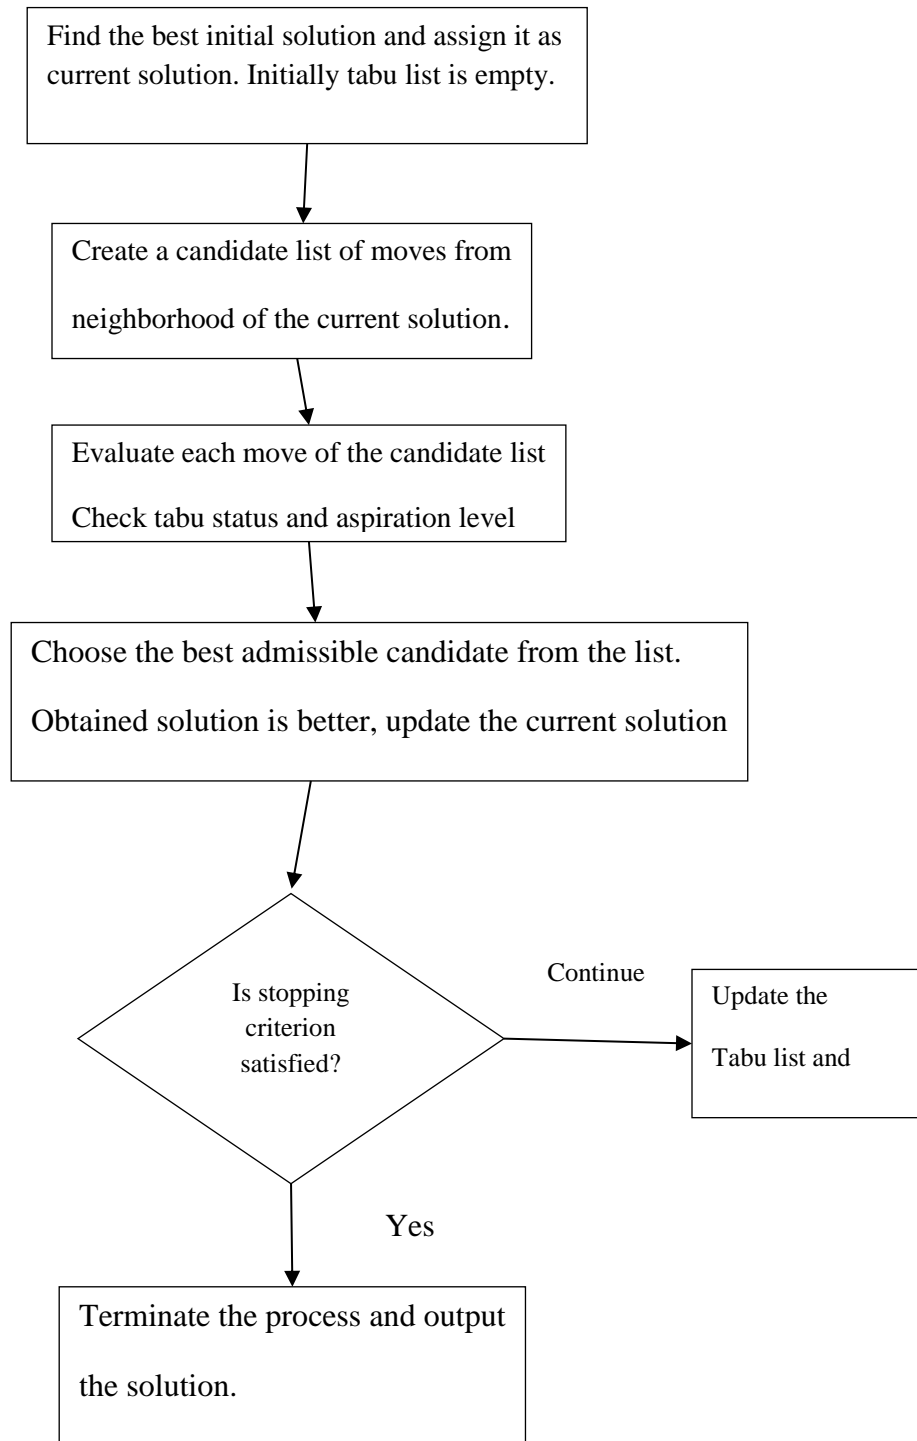 Find the best initial solution and assign it as
current solution. Initially tabu list is empty.
Create a candidate list of moves from
neighborhood of the current solution.
Evaluate each move of the candidate list
Check tabu status and aspiration level
Choose the best admissible candidate from the list.
Obtained solution is better, update the current solution
Is stopping
criterion
satisfied?
Continue
Update the
Tabu list and
Yes
Terminate the process and output
the solution.